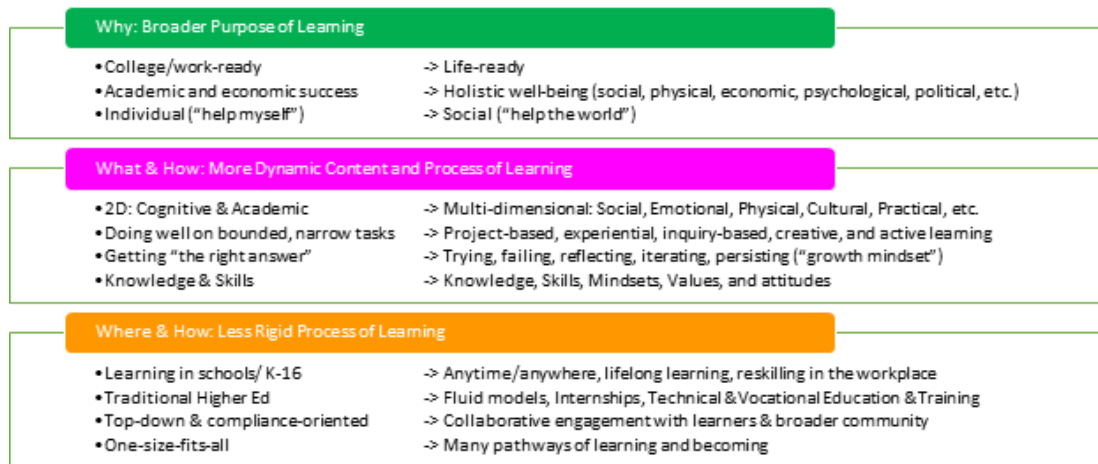 Why: Broader Purpose of Learning
•College/work-ready -> Life-ready
•Academic and economic success -> Holistic well-being (social, physical, economic, psychological, political, etc.)
•Individual (“help myself”) -> Social (“help the world”)
What & How: More Dynamic Content and Process of Learning
•2D: Cognitive & Academic -> Multi-dimensional: Social, Emotional, Physical, Cultural, Practical, etc.
•Doing well on bounded, narrow tasks -> Project-based, experiential, inquiry-based, creative, and active learning
•Getting “the right answer” -> Trying, failing, reflecting, iterating, persisting (“growth mindset”)
•Knowledge & Skills -> Knowledge, Skills, Mindsets, Values, and attitudes
Where & How: Less Rigid Process of Learning
•Learning in schools/ K-16 -> Anytime/anywhere, lifelong learning, reskilling in the workplace
•Traditional Higher Ed -> Fluid models, Internships, Technical & Vocational Education & Training
•Top-down & compliance-oriented -> Collaborative engagement with learners & broader community
•One-size-fits-all -> Many pathways of learning and becoming